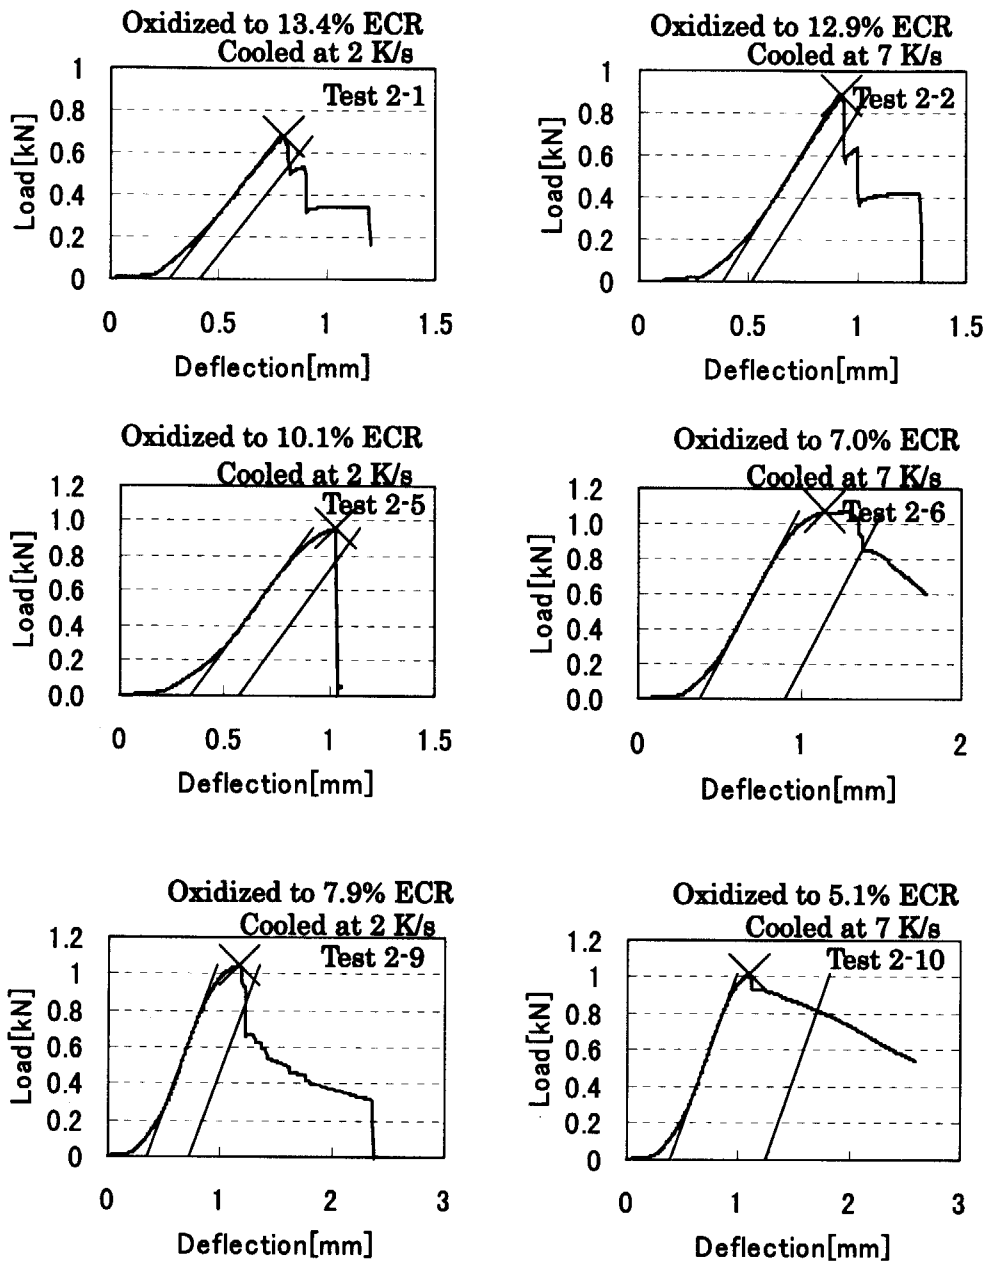 Oxidized to 13.4% ECR
Cooled at 2 K/s
Test 2-1
Load[kN]
1
0.8
0.6
0.4
0.2
0
0 0.5 1 1.5
Deflection[mm]
Oxidized to 12.9% ECR
Cooled at 7 K/s
Test 2-2
Load[kN]
1
0.8
0.6
0.4
0.2
0
0 0.5 1 1.5
Deflection[mm]
Oxidized to 10.1% ECR
Cooled at 2 K/s
Test 2-5
Load[kN]
1.2
1.0
0.8
0.6
0.4
0.2
0.0
0 0.5 1 1.5
Deflection[mm]
Oxidized to 7.0% ECR
Cooled at 7 K/s
Test 2-6
Load[kN]
1.2
1.0
0.8
0.6
0.4
0.2
0.0
0 1 2
Deflection[mm]
Oxidized to 7.9% ECR
Cooled at 2 K/s
Test 2-9
Load[kN]
1.2
1
0.8
0.6
0.4
0.2
0
0 1 2 3
Deflection[mm]
Oxidized to 5.1% ECR
Cooled at 7 K/s
Test 2-10
Load[kN]
1.2
1
0.8
0.6
0.4
0.2
0
0 1 2 3
Deflection[mm]